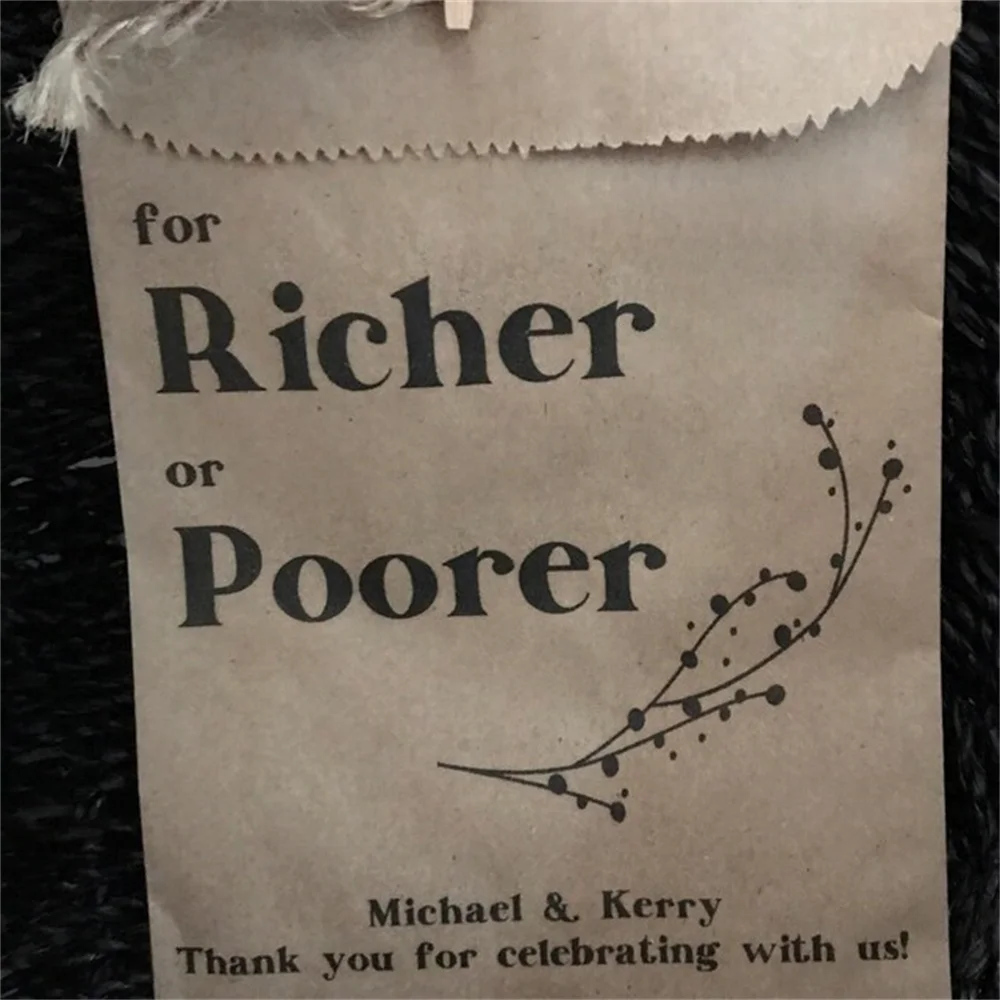 for
Richer
or
Poorer
Michael & Kerry
Thank you for celebrating with us!